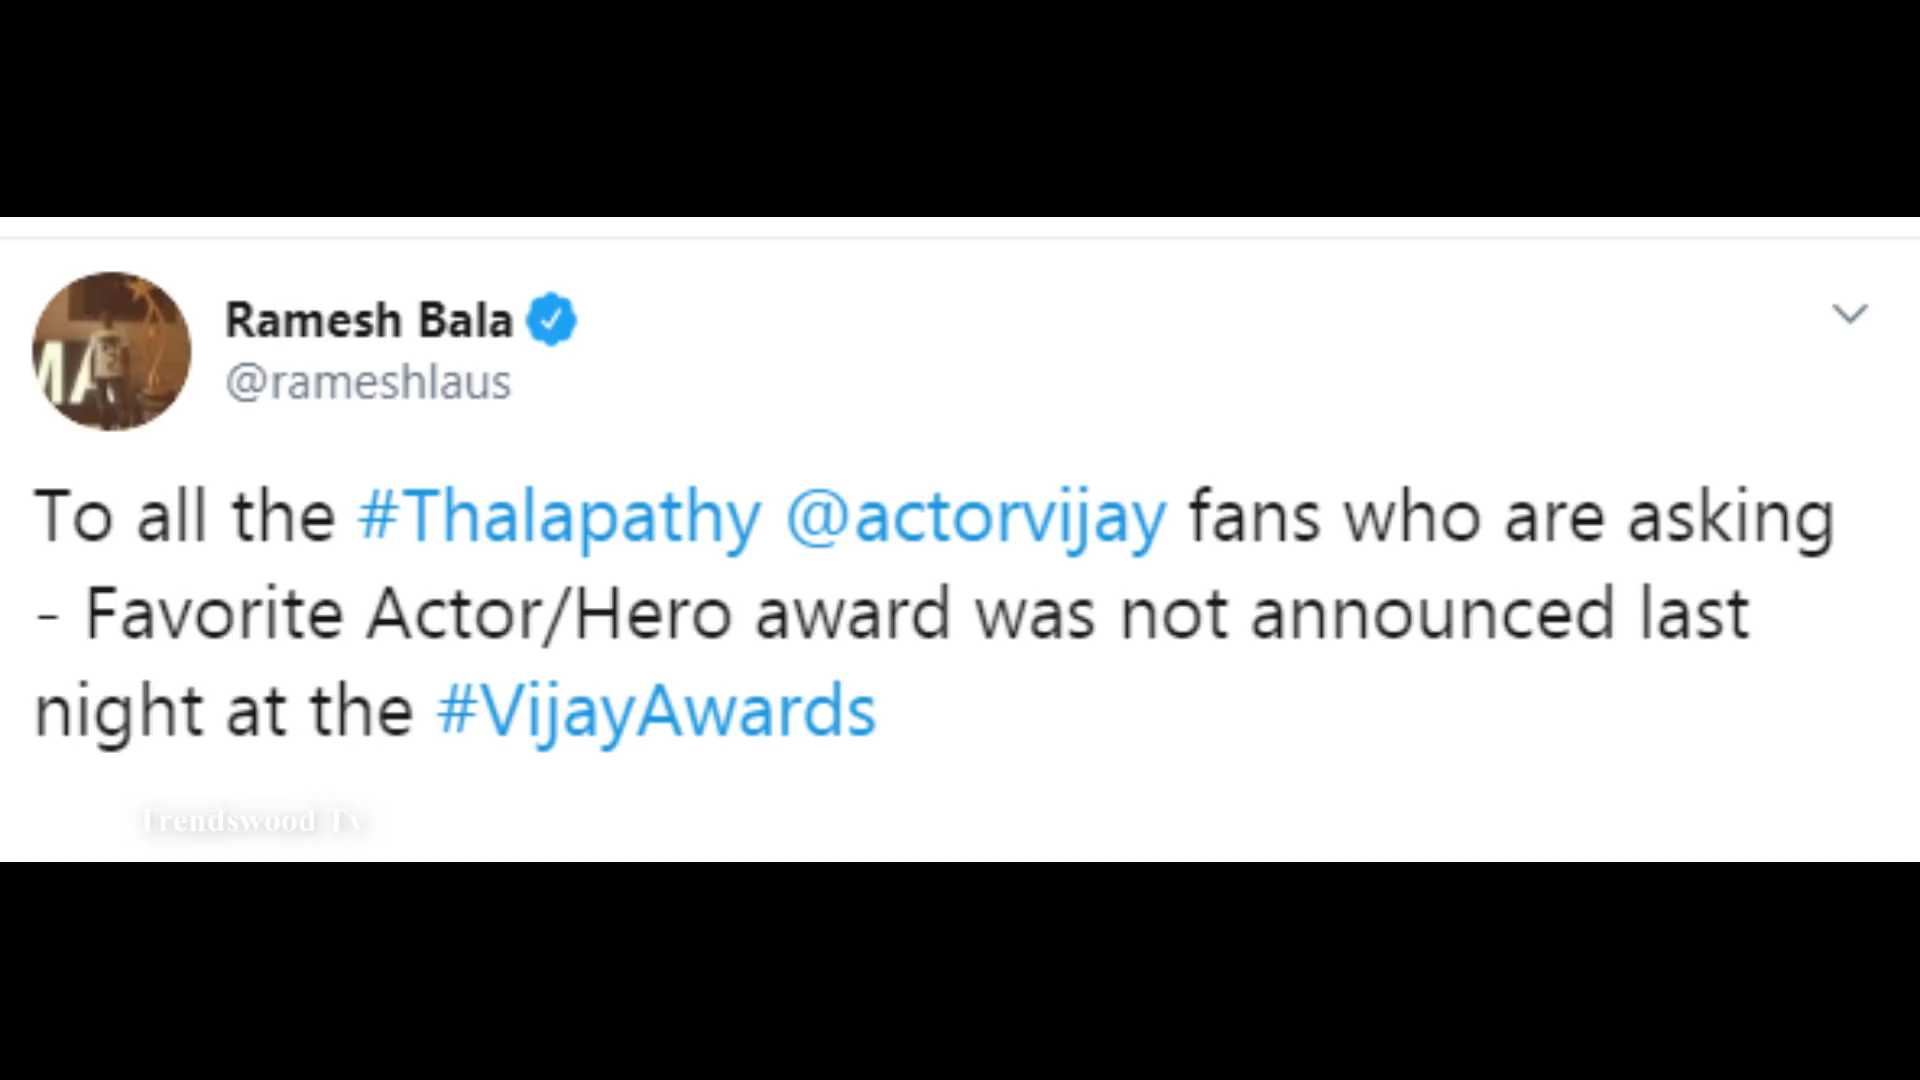 Ramesh Bala
@rameshlaus
To all the #Thalapathy @actorvijay fans who are asking
- Favorite Actor/Hero award was not announced last
night at the #VijayAwards
Trendswood Tv